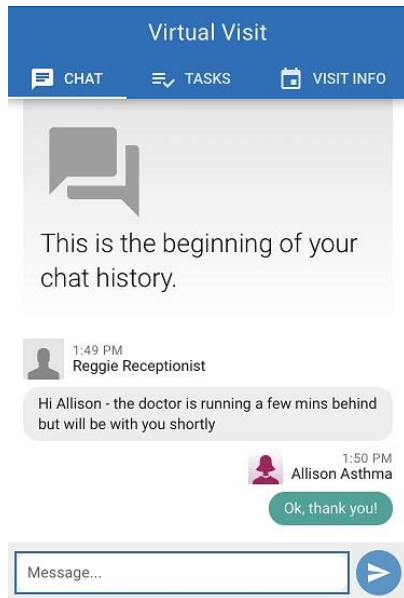 Virtual Visit
CHAT
TASKS
VISIT INFO
This is the beginning of your
chat history.
1:49 PM
Reggie Receptionist
Hi Allison - the doctor is running a few mins behind
but will be with you shortly
1:50 PM
Allison Asthma
Ok, thank you!
Message...